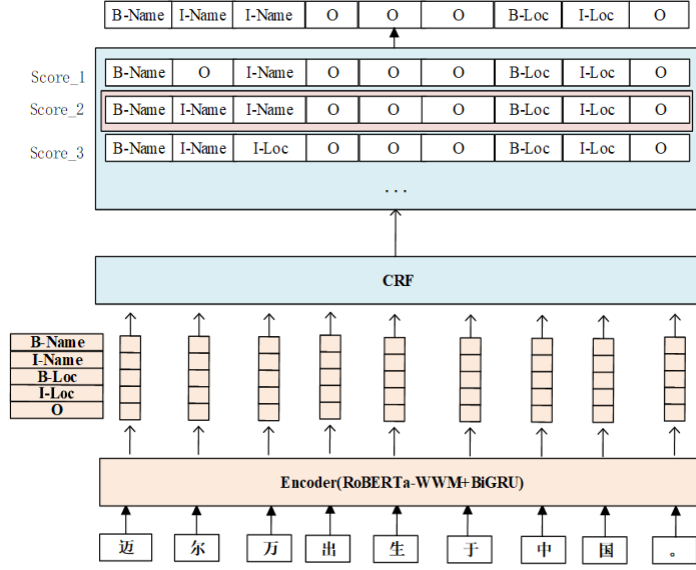 B-Name I-Name I-Name O O O B-Loc I-Loc O
Score_1 B-Name O I-Name O O O B-Loc I-Loc O
Score_2 B-Name I-Name I-Name O O O B-Loc I-Loc O
Score_3 B-Name I-Name I-Loc O O O B-Loc I-Loc O
...
CRF
B-Name
I-Name
B-Loc
I-Loc
O
Encoder(RoBERTa-WWM+BiGRU)
迈 尔 万 出 生 于 中 国 。